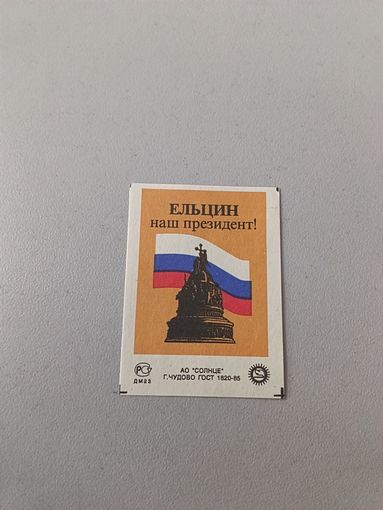 ЕЛЬЦИН
наш президент!
АО "СОЛНЦЕ"
Г.ЧУДОВО ГОСТ 1820-85
ДМ23